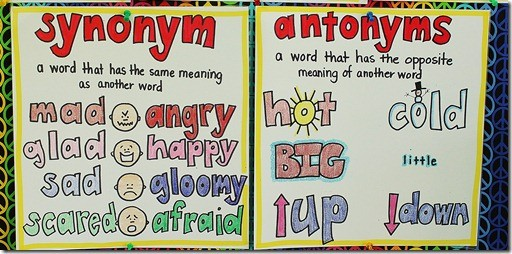 synonym
a word that has the same meaning
as another word
mad angry
glad happy
sad gloomy
scared afraid
antonyms
a word that has the opposite
meaning of another word
hot cold
BIG little
up down